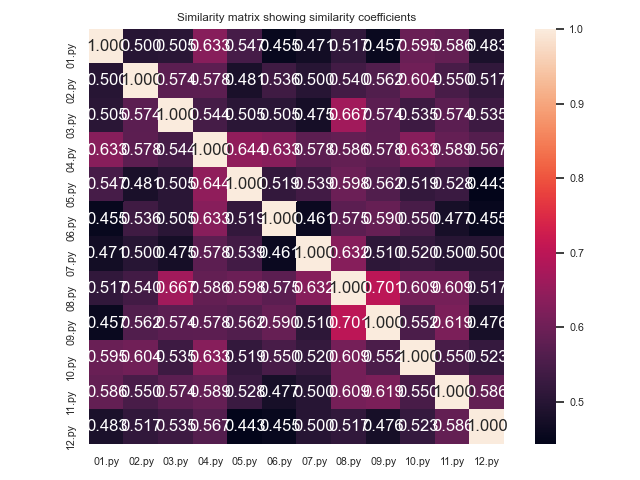 Similarity matrix showing similarity coefficients
01.py 1.000 0.500 0.505 0.633 0.547 0.455 0.471 0.517 0.457 0.595 0.586 0.483
02.py 0.500 1.000 0.574 0.578 0.481 0.536 0.500 0.540 0.562 0.604 0.550 0.517
03.py 0.505 0.574 1.000 0.544 0.505 0.505 0.475 0.667 0.574 0.535 0.574 0.535
04.py 0.633 0.578 0.544 1.000 0.644 0.633 0.578 0.586 0.578 0.633 0.589 0.567
05.py 0.547 0.481 0.505 0.644 1.000 0.519 0.539 0.598 0.562 0.519 0.528 0.443
06.py 0.455 0.536 0.505 0.633 0.519 1.000 0.461 0.575 0.590 0.550 0.477 0.455
07.py 0.471 0.500 0.475 0.578 0.539 0.461 1.000 0.632 0.510 0.520 0.500 0.500
08.py 0.517 0.540 0.667 0.586 0.598 0.575 0.632 1.000 0.701 0.609 0.609 0.517
09.py 0.457 0.562 0.574 0.578 0.562 0.590 0.510 0.701 1.000 0.552 0.619 0.476
10.py 0.595 0.604 0.535 0.633 0.519 0.550 0.520 0.609 0.552 1.000 0.550 0.523
11.py 0.586 0.550 0.574 0.589 0.528 0.477 0.500 0.609 0.619 0.550 1.000 0.586
12.py 0.483 0.517 0.535 0.567 0.443 0.455 0.500 0.517 0.476 0.523 0.586 1.000
01.py 02.py 03.py 04.py 05.py 06.py 07.py 08.py 09.py 10.py 11.py 12.py
1.0
0.9
0.8
0.7
0.6
0.5